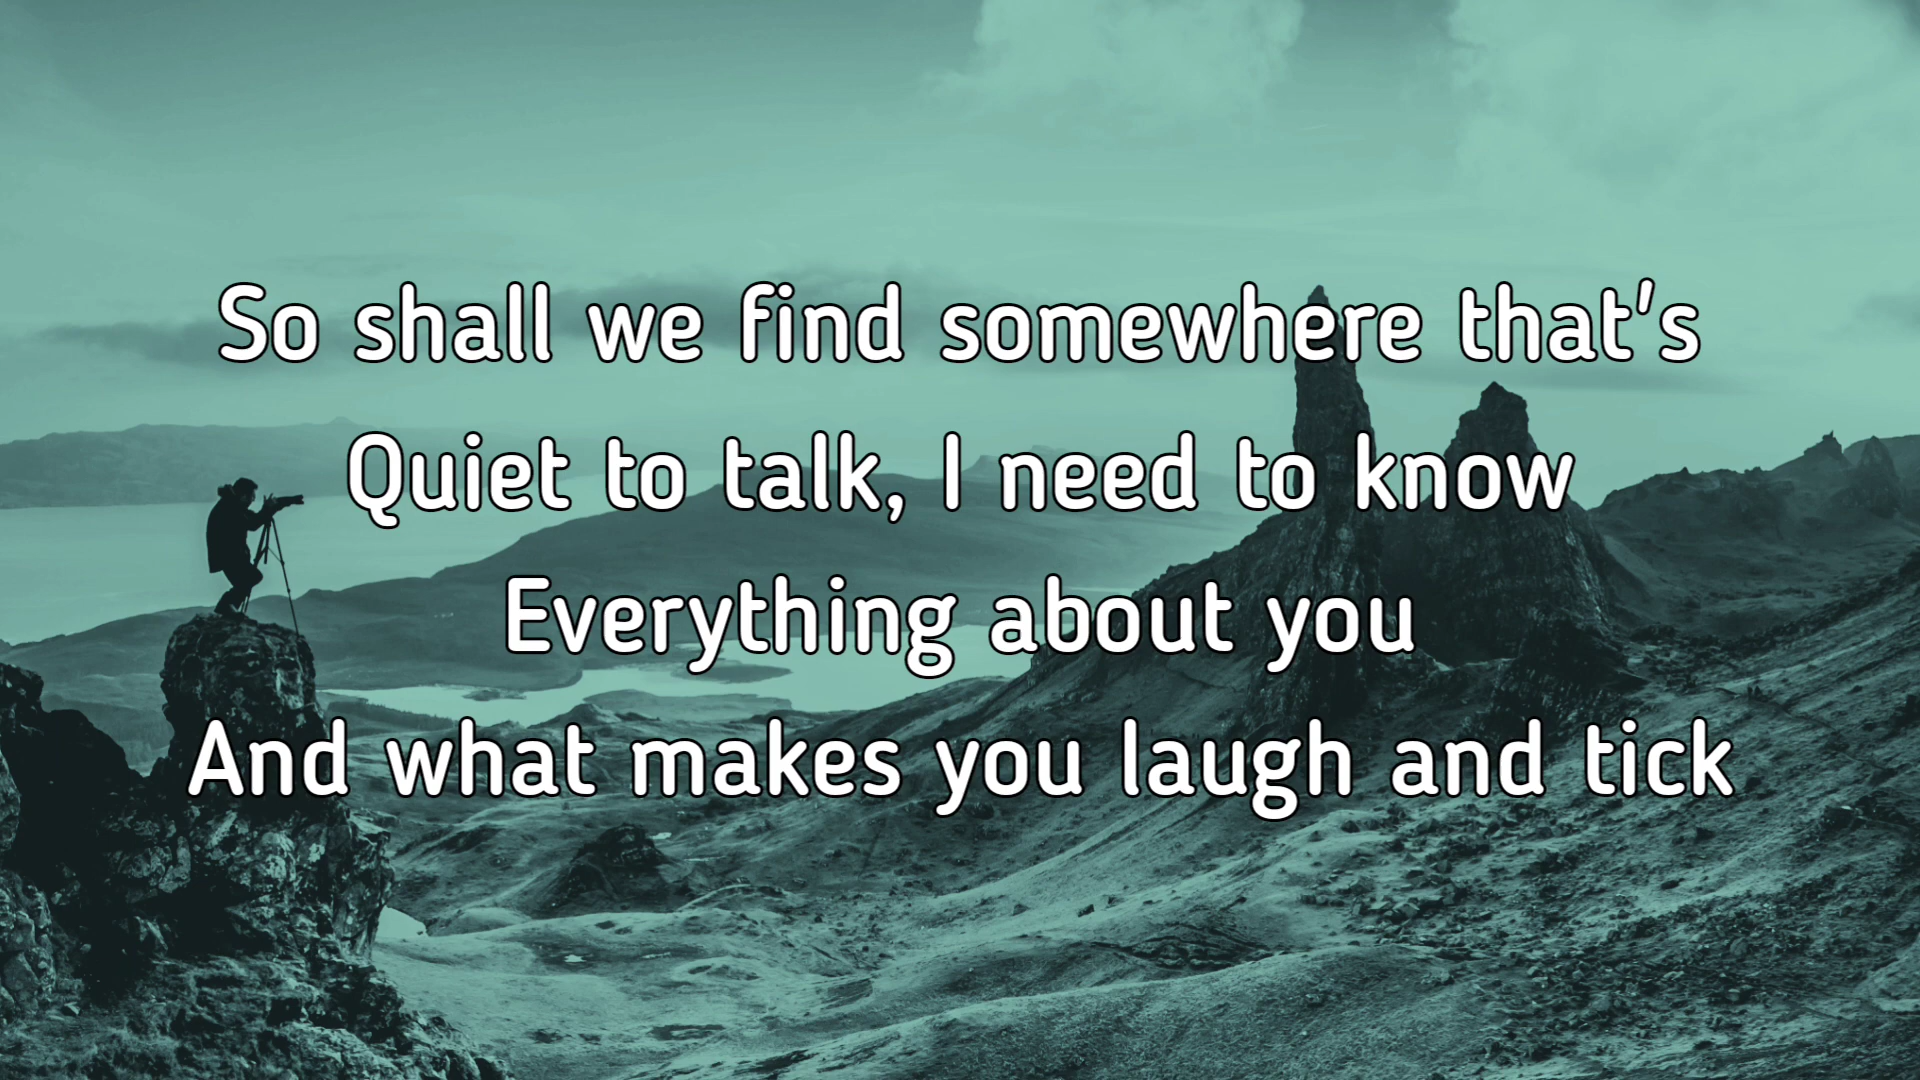 So shall we find somewhere that's
Quiet to talk, I need to know
Everything about you
And what makes you laugh and tick